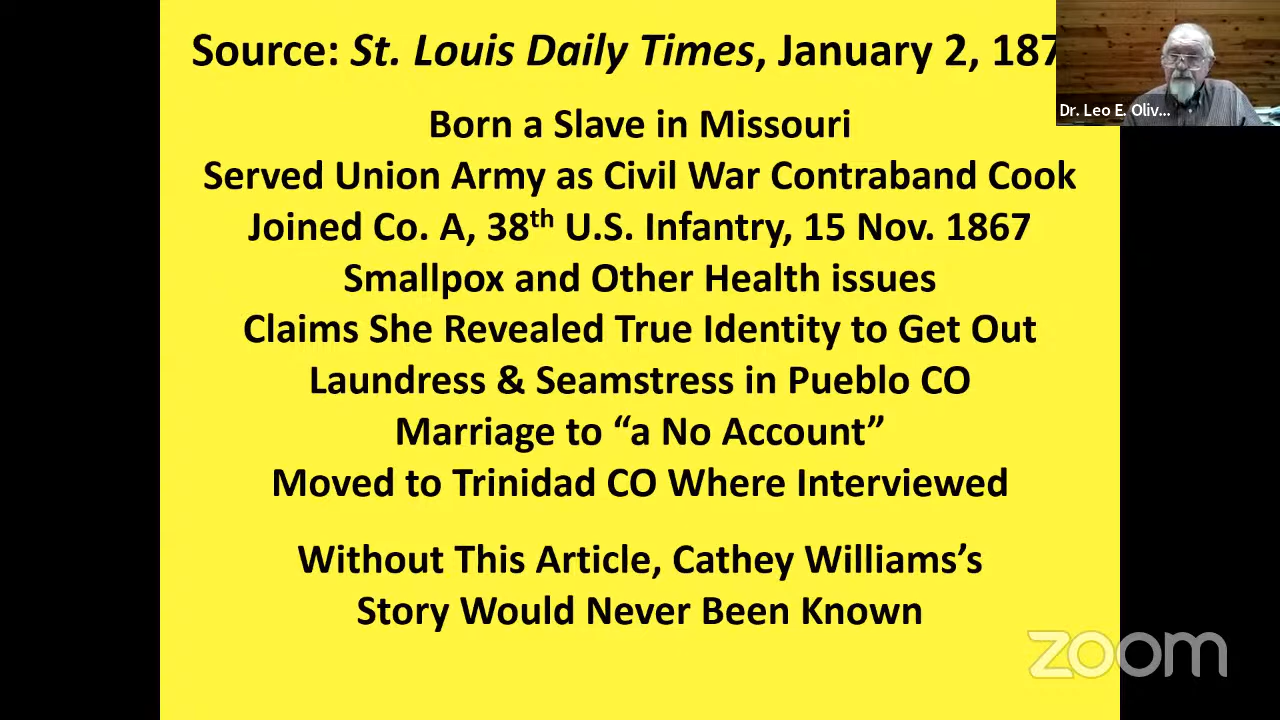 Source: St. Louis Daily Times, January 2, 187
Dr. Leo E. Oliv...
Born a Slave in Missouri
Served Union Army as Civil War Contraband Cook
Joined Co. A, 38th U.S. Infantry, 15 Nov. 1867
Smallpox and Other Health issues
Claims She Revealed True Identity to Get Out
Laundress & Seamstress in Pueblo CO
Marriage to “a No Account”
Moved to Trinidad CO Where Interviewed
Without This Article, Cathey Williams’s
Story Would Never Been Known
zoom